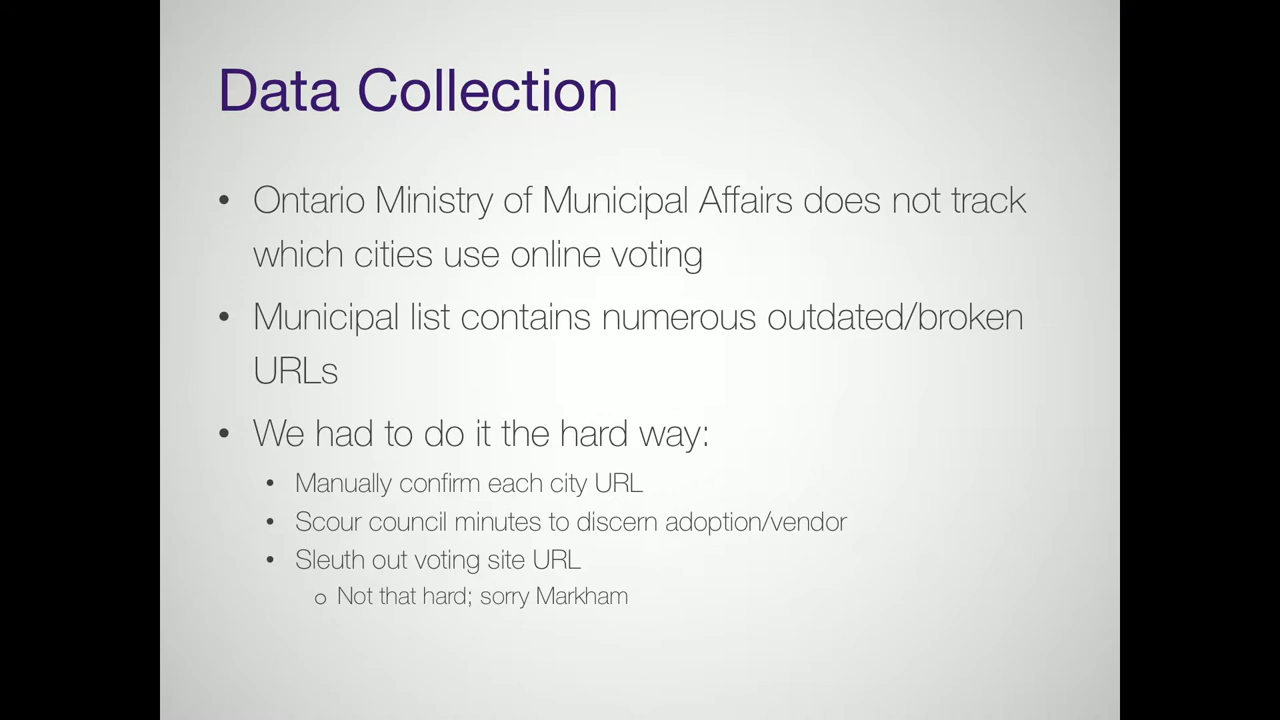 Data Collection
• Ontario Ministry of Municipal Affairs does not track
which cities use online voting
• Municipal list contains numerous outdated/broken
URLs
• We had to do it the hard way:
• Manually confirm each city URL
• Scour council minutes to discern adoption/vendor
• Sleuth out voting site URL
o Not that hard; sorry Markham